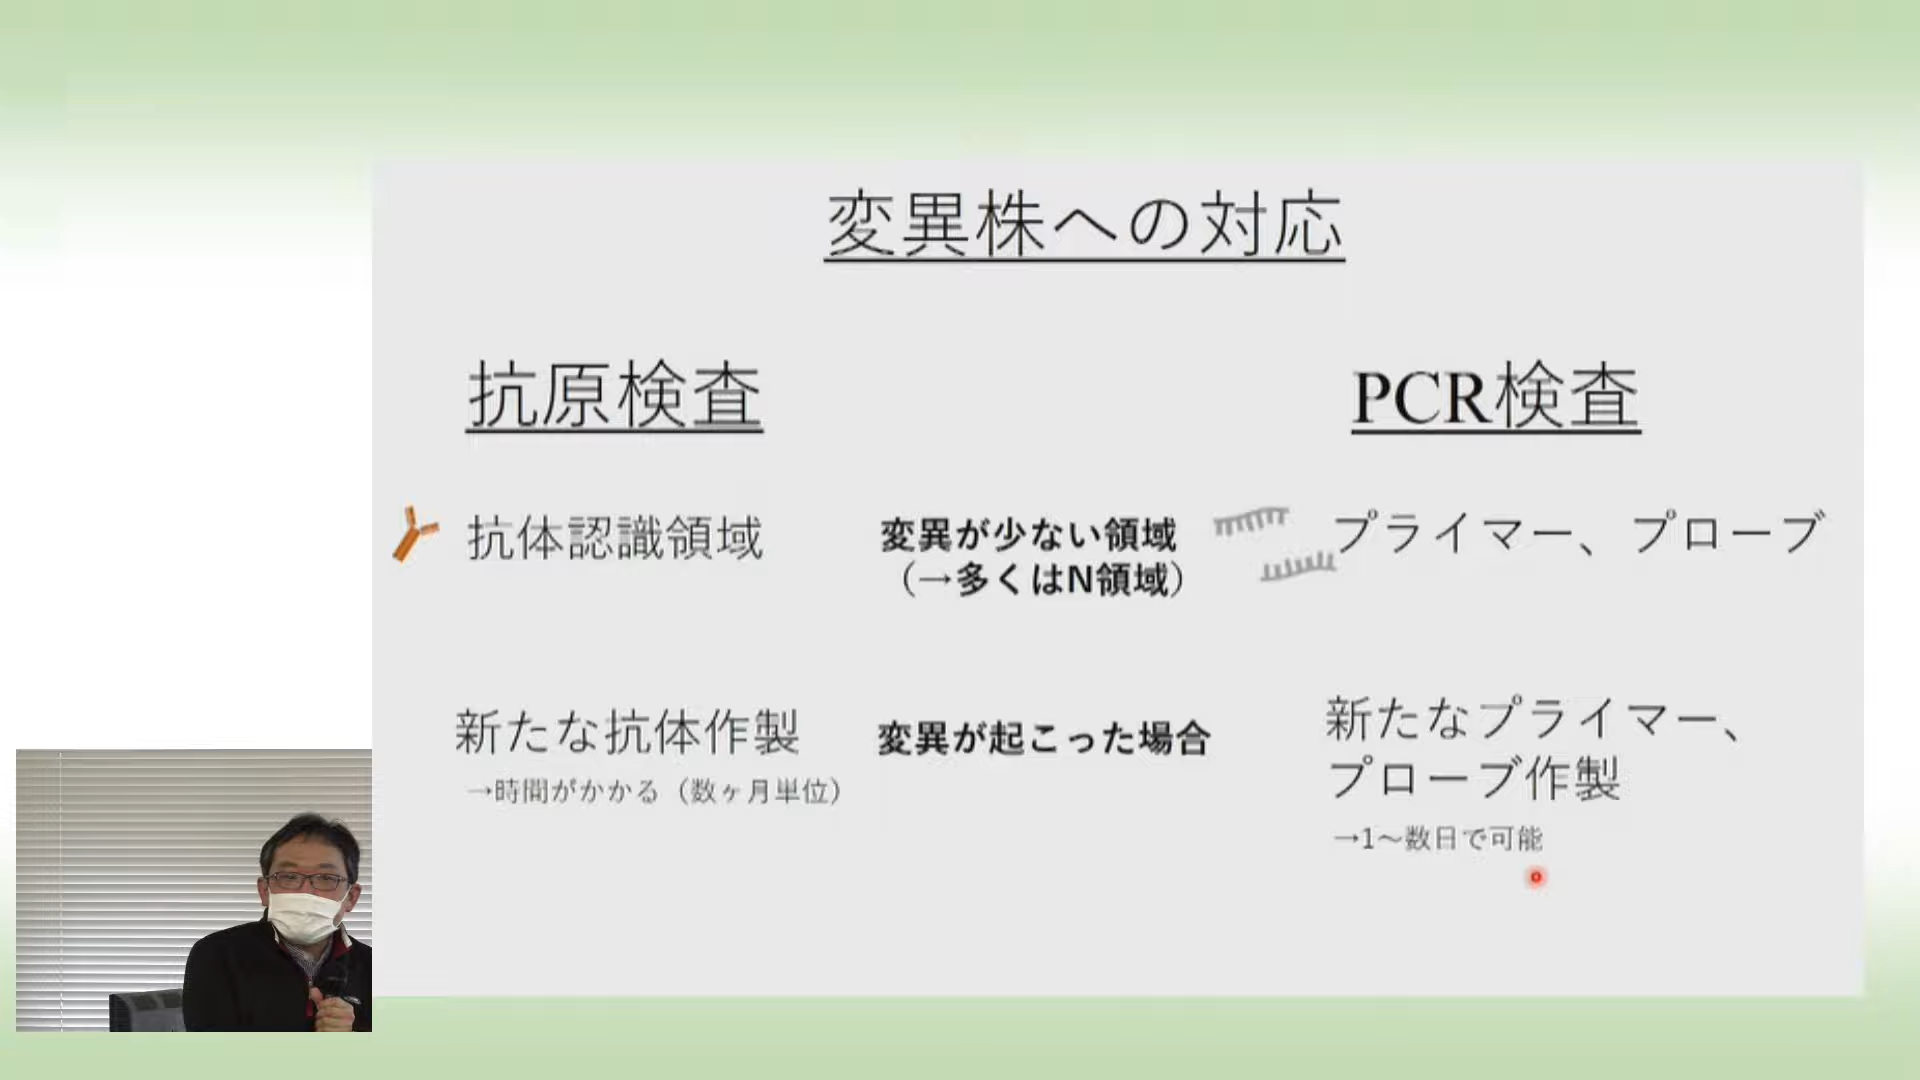 変異株への対応
抗原検査
PCR検査
抗体認識領域
変異が少ない領域
（→多くはN領域）
プライマー、プローブ
新たな抗体作製
→時間がかかる（数ヶ月単位）
変異が起こった場合
新たなプライマー、
プローブ作製
→1～数日で可能